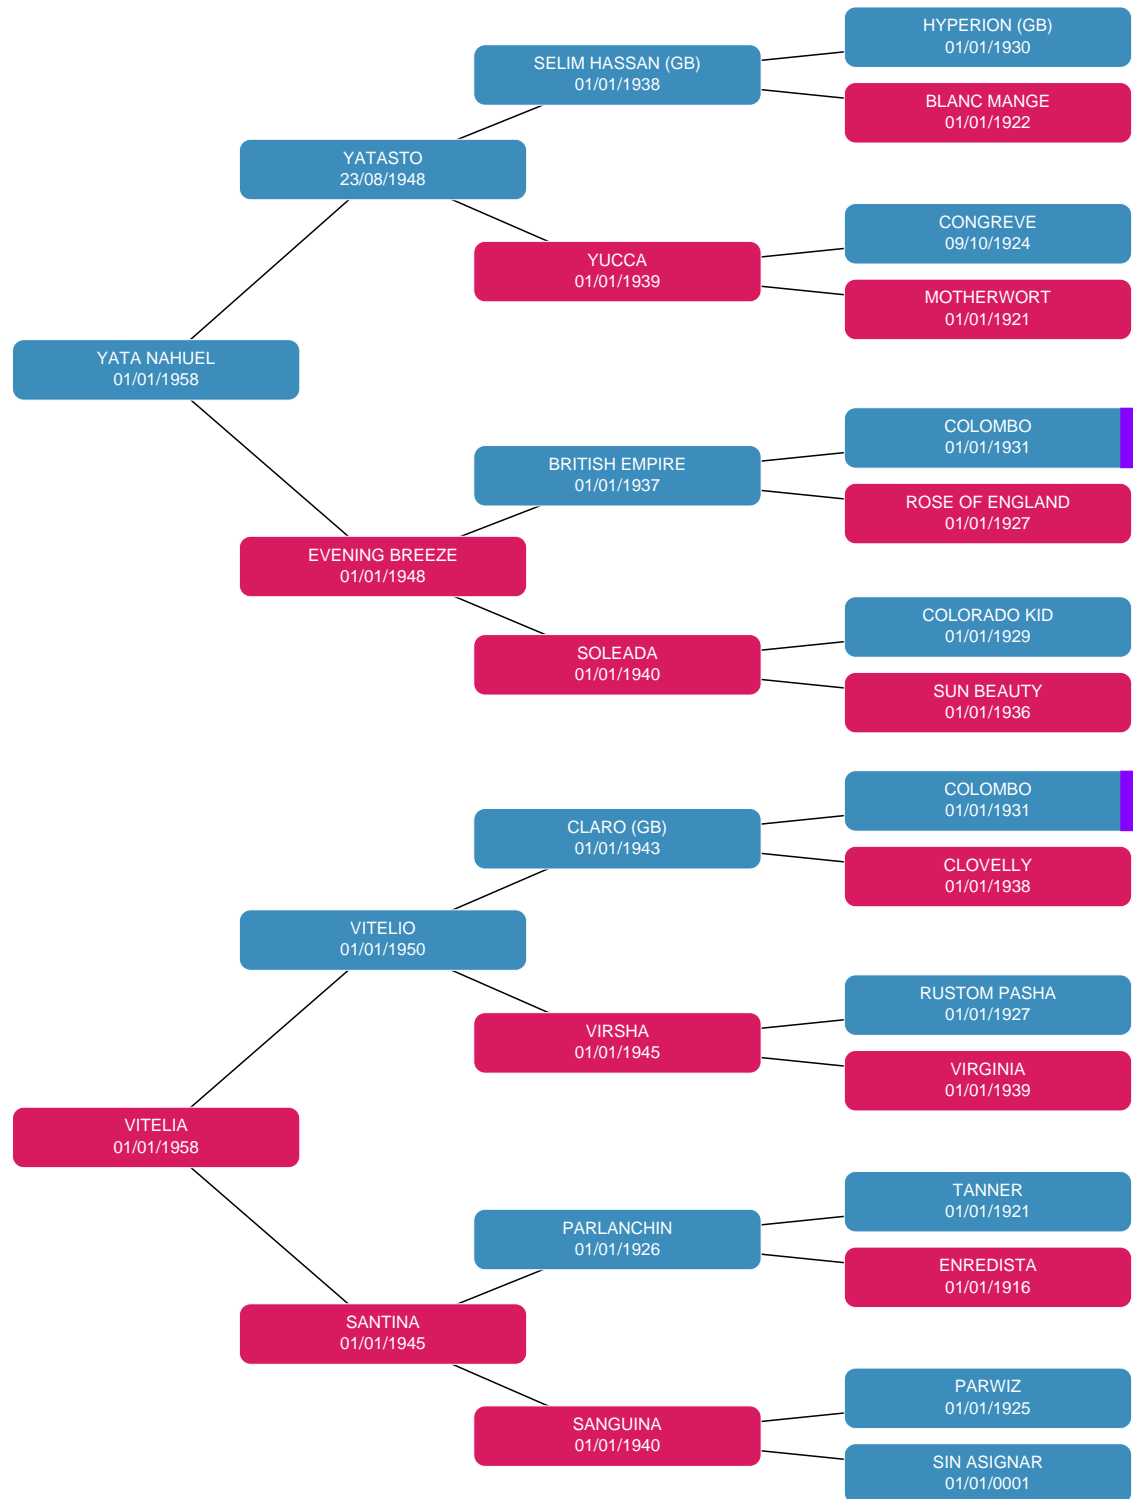 HYPERION (GB)
01/01/1930
SELIM HASSAN (GB)
01/01/1938
BLANC MANGE
01/01/1922
YATASTO
23/08/1948
CONGREVE
09/10/1924
YUCCA
01/01/1939
MOTHERWORT
01/01/1921
YATA NAHUEL
01/01/1958
COLOMBO
01/01/1931
BRITISH EMPIRE
01/01/1937
ROSE OF ENGLAND
01/01/1927
EVENING BREEZE
01/01/1948
COLORADO KID
01/01/1929
SOLEADA
01/01/1940
SUN BEAUTY
01/01/1936
COLOMBO
01/01/1931
CLARO (GB)
01/01/1943
CLOVELLY
01/01/1938
VITELIO
01/01/1950
RUSTOM PASHA
01/01/1927
VIRSHA
01/01/1945
VIRGINIA
01/01/1939
VITELIA
01/01/1958
TANNER
01/01/1921
PARLANCHIN
01/01/1926
ENREDISTA
01/01/1916
SANTINA
01/01/1945
PARWIZ
01/01/1925
SANGUINA
01/01/1940
SIN ASIGNAR
01/01/0001